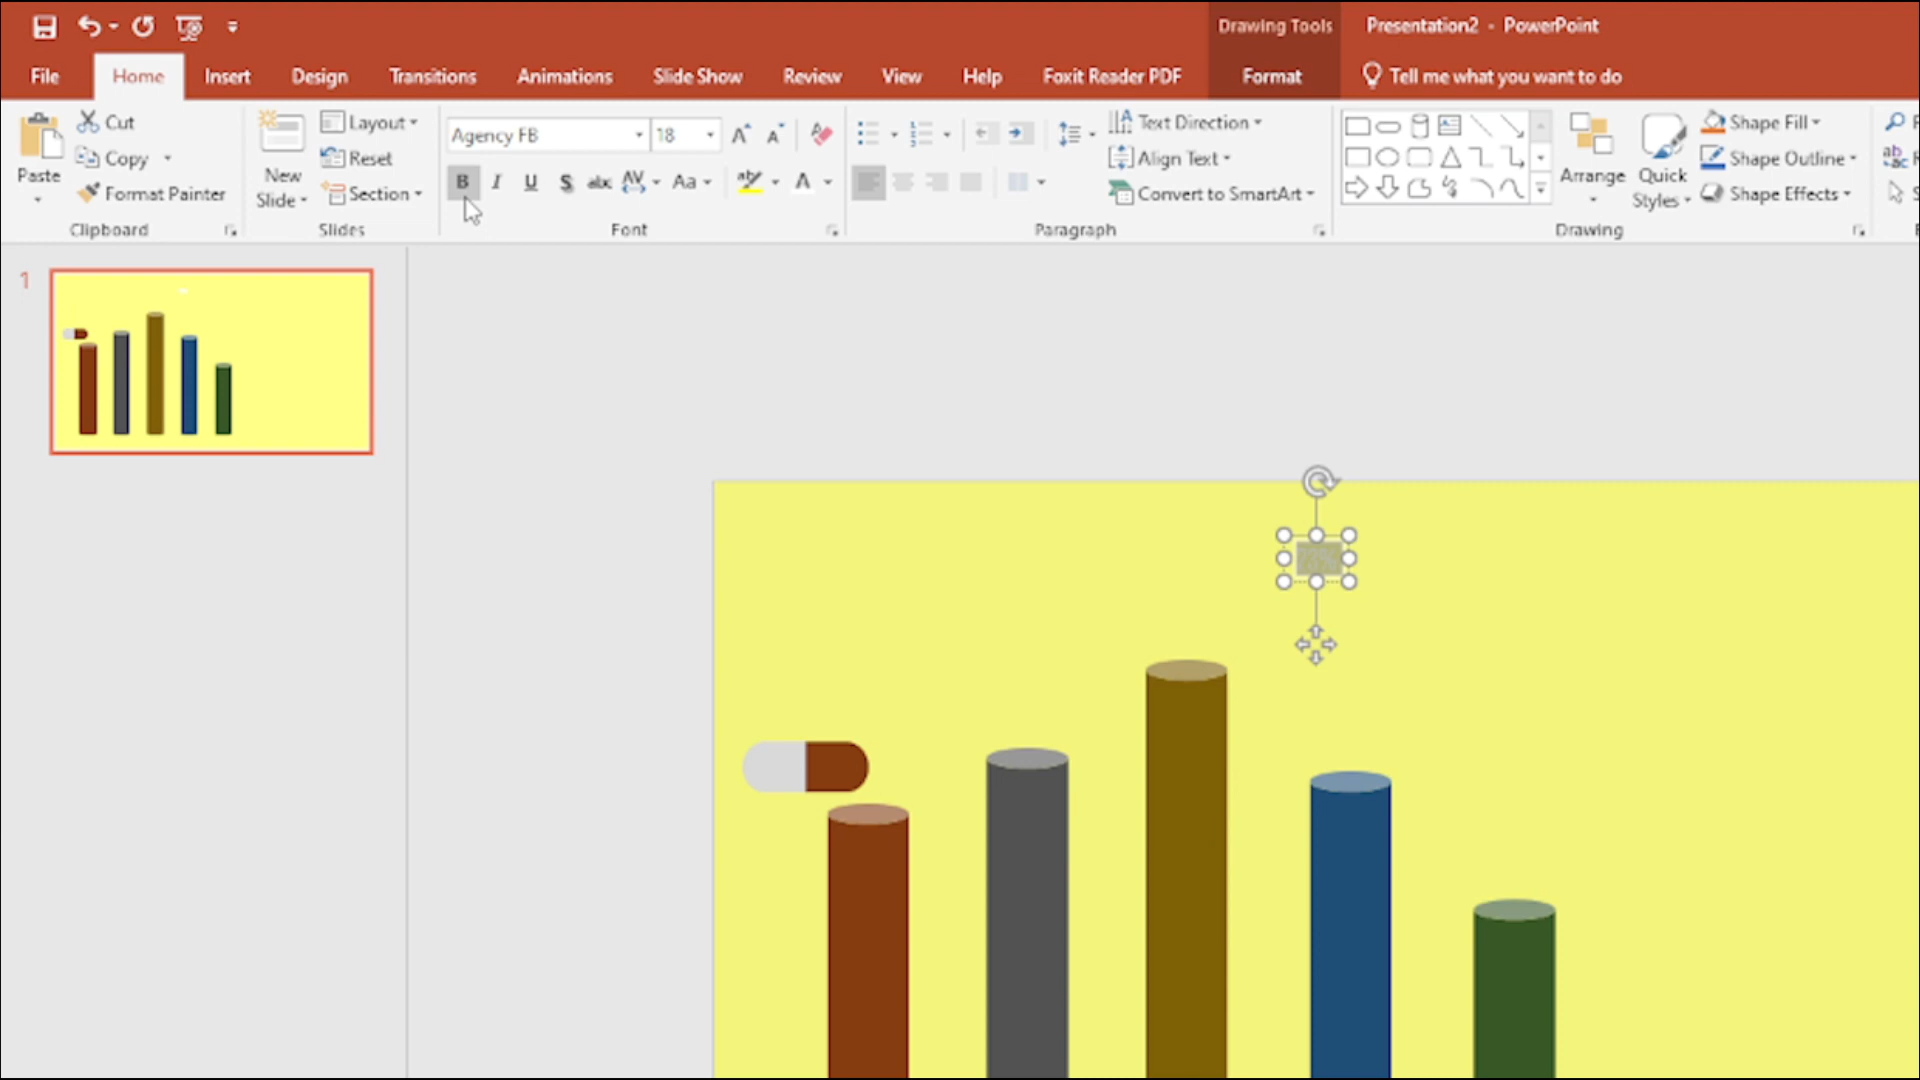 Drawing Tools
Presentation2 - PowerPoint
File Home Insert Design Transitions Animations Slide Show Review View Help Foxit Reader PDF Format Tell me what you want to do
Cut
Copy
Format Painter
Paste
Clipboard
New Slide
Layout
Reset
Section
Slides
Agency FB 18
B I U S abc AV Aa A
Font
Text Direction
Align Text
Convert to SmartArt
Paragraph
Arrange
Quick Styles
Shape Fill
Shape Outline
Shape Effects
Drawing
1